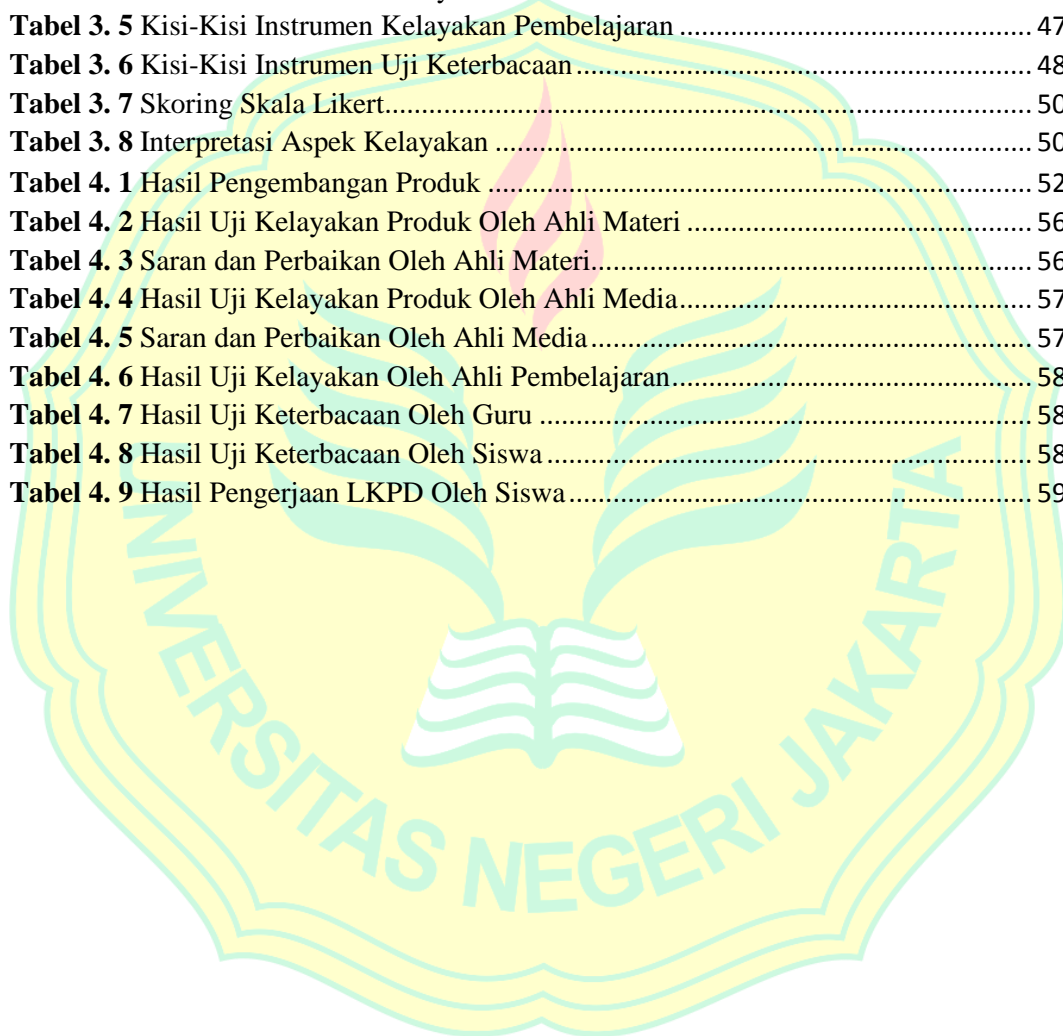 Tabel 3. 5 Kisi-Kisi Instrumen Kelayakan Pembelajaran ........ 47
Tabel 3. 6 Kisi-Kisi Instrumen Uji Keterbacaan ........ 48
Tabel 3. 7 Skoring Skala Likert ........ 50
Tabel 3. 8 Interpretasi Aspek Kelayakan ........ 50
Tabel 4. 1 Hasil Pengembangan Produk ........ 52
Tabel 4. 2 Hasil Uji Kelayakan Produk Oleh Ahli Materi ........ 56
Tabel 4. 3 Saran dan Perbaikan Oleh Ahli Materi ........ 56
Tabel 4. 4 Hasil Uji Kelayakan Produk Oleh Ahli Media ........ 57
Tabel 4. 5 Saran dan Perbaikan Oleh Ahli Media ........ 57
Tabel 4. 6 Hasil Uji Kelayakan Oleh Ahli Pembelajaran ........ 58
Tabel 4. 7 Hasil Uji Keterbacaan Oleh Guru ........ 58
Tabel 4. 8 Hasil Uji Keterbacaan Oleh Siswa ........ 58
Tabel 4. 9 Hasil Pengerjaan LKPD Oleh Siswa ........ 59
UNIVERSITAS NEGERI JAKARTA